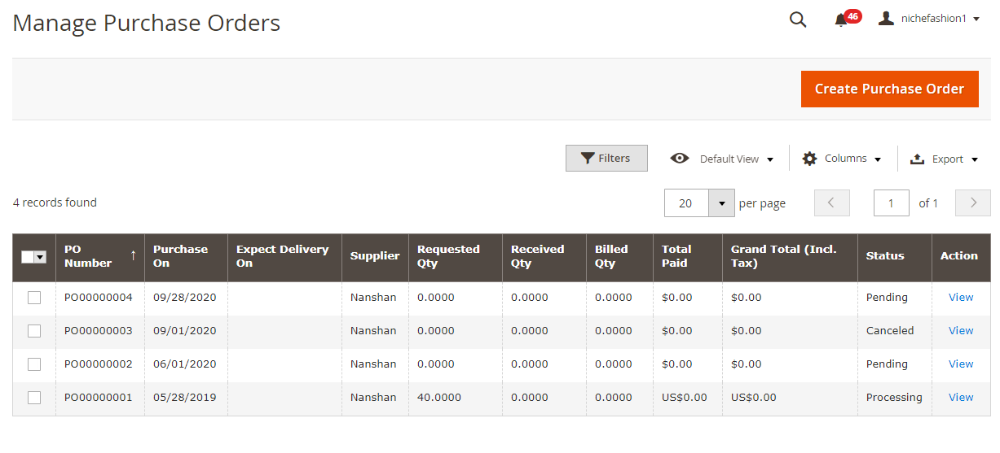 Manage Purchase Orders
46
nichefashion1
Create Purchase Order
Filters
Default View
Columns
Export
4 records found
20
per page
1
of 1
PO Number ↑
Purchase On
Expect Delivery On
Supplier
Requested Qty
Received Qty
Billed Qty
Total Paid
Grand Total (Incl. Tax)
Status
Action
PO00000004 09/28/2020 Nanshan 0.0000 0.0000 0.0000 $0.00 $0.00 Pending View
PO00000003 09/01/2020 Nanshan 0.0000 0.0000 0.0000 $0.00 $0.00 Canceled View
PO00000002 06/01/2020 Nanshan 0.0000 0.0000 0.0000 $0.00 $0.00 Pending View
PO00000001 05/28/2019 Nanshan 40.0000 0.0000 0.0000 US$0.00 US$0.00 Processing View